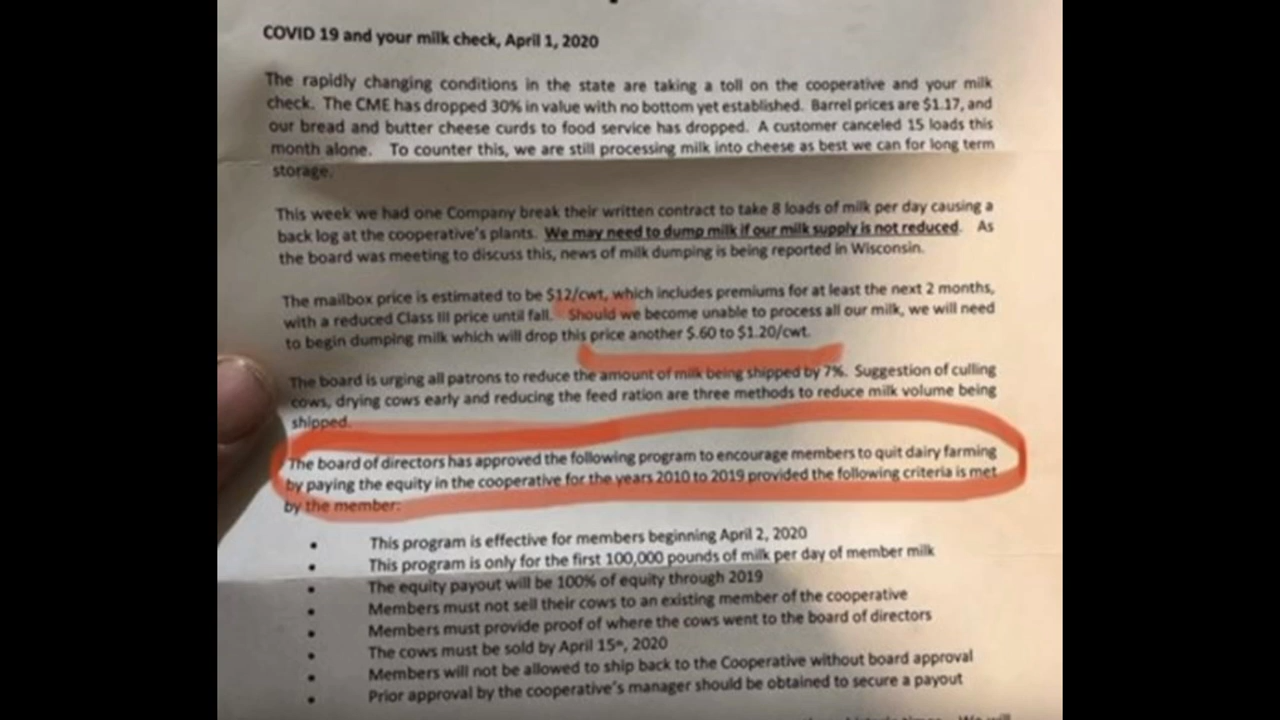 COVID 19 and your milk check, April 1, 2020
The rapidly changing conditions in the state are taking a toll on the cooperative and your milk
check. The CME has dropped 30% in value with no bottom yet established. Barrel prices are $1.17, and
our bread and butter cheese curds to food service has dropped. A customer canceled 15 loads this
month alone. To counter this, we are still processing milk into cheese as best we can for long term
storage.
This week we had one Company break their written contract to take 8 loads of milk per day causing a
back log at the cooperative's plants. We may need to dump milk if our milk supply is not reduced. As
the board was meeting to discuss this, news of milk dumping is being reported in Wisconsin.
The mailbox price is estimated to be $12/cwt, which includes premiums for at least the next 2 months,
with a reduced Class III price until fall. Should we become unable to process all our milk, we will need
to begin dumping milk which will drop this price another $.60 to $1.20/cwt.
The board is urging all patrons to reduce the amount of milk being shipped by 7%. Suggestion of culling
cows, drying cows early and reducing the feed ration are three methods to reduce milk volume being
shipped.
The board of directors has approved the following program to encourage members to quit dairy farming
by paying the equity in the cooperative for the years 2010 to 2019 provided the following criteria is met
by the member:
• This program is effective for members beginning April 2, 2020
• This program is only for the first 100,000 pounds of milk per day of member milk
• The equity payout will be 100% of equity through 2019
• Members must not sell their cows to an existing member of the cooperative
• Members must provide proof of where the cows went to the board of directors
• The cows must be sold by April 15th, 2020
• Members will not be allowed to ship back to the Cooperative without board approval
• Prior approval by the cooperative's manager should be obtained to secure a payout